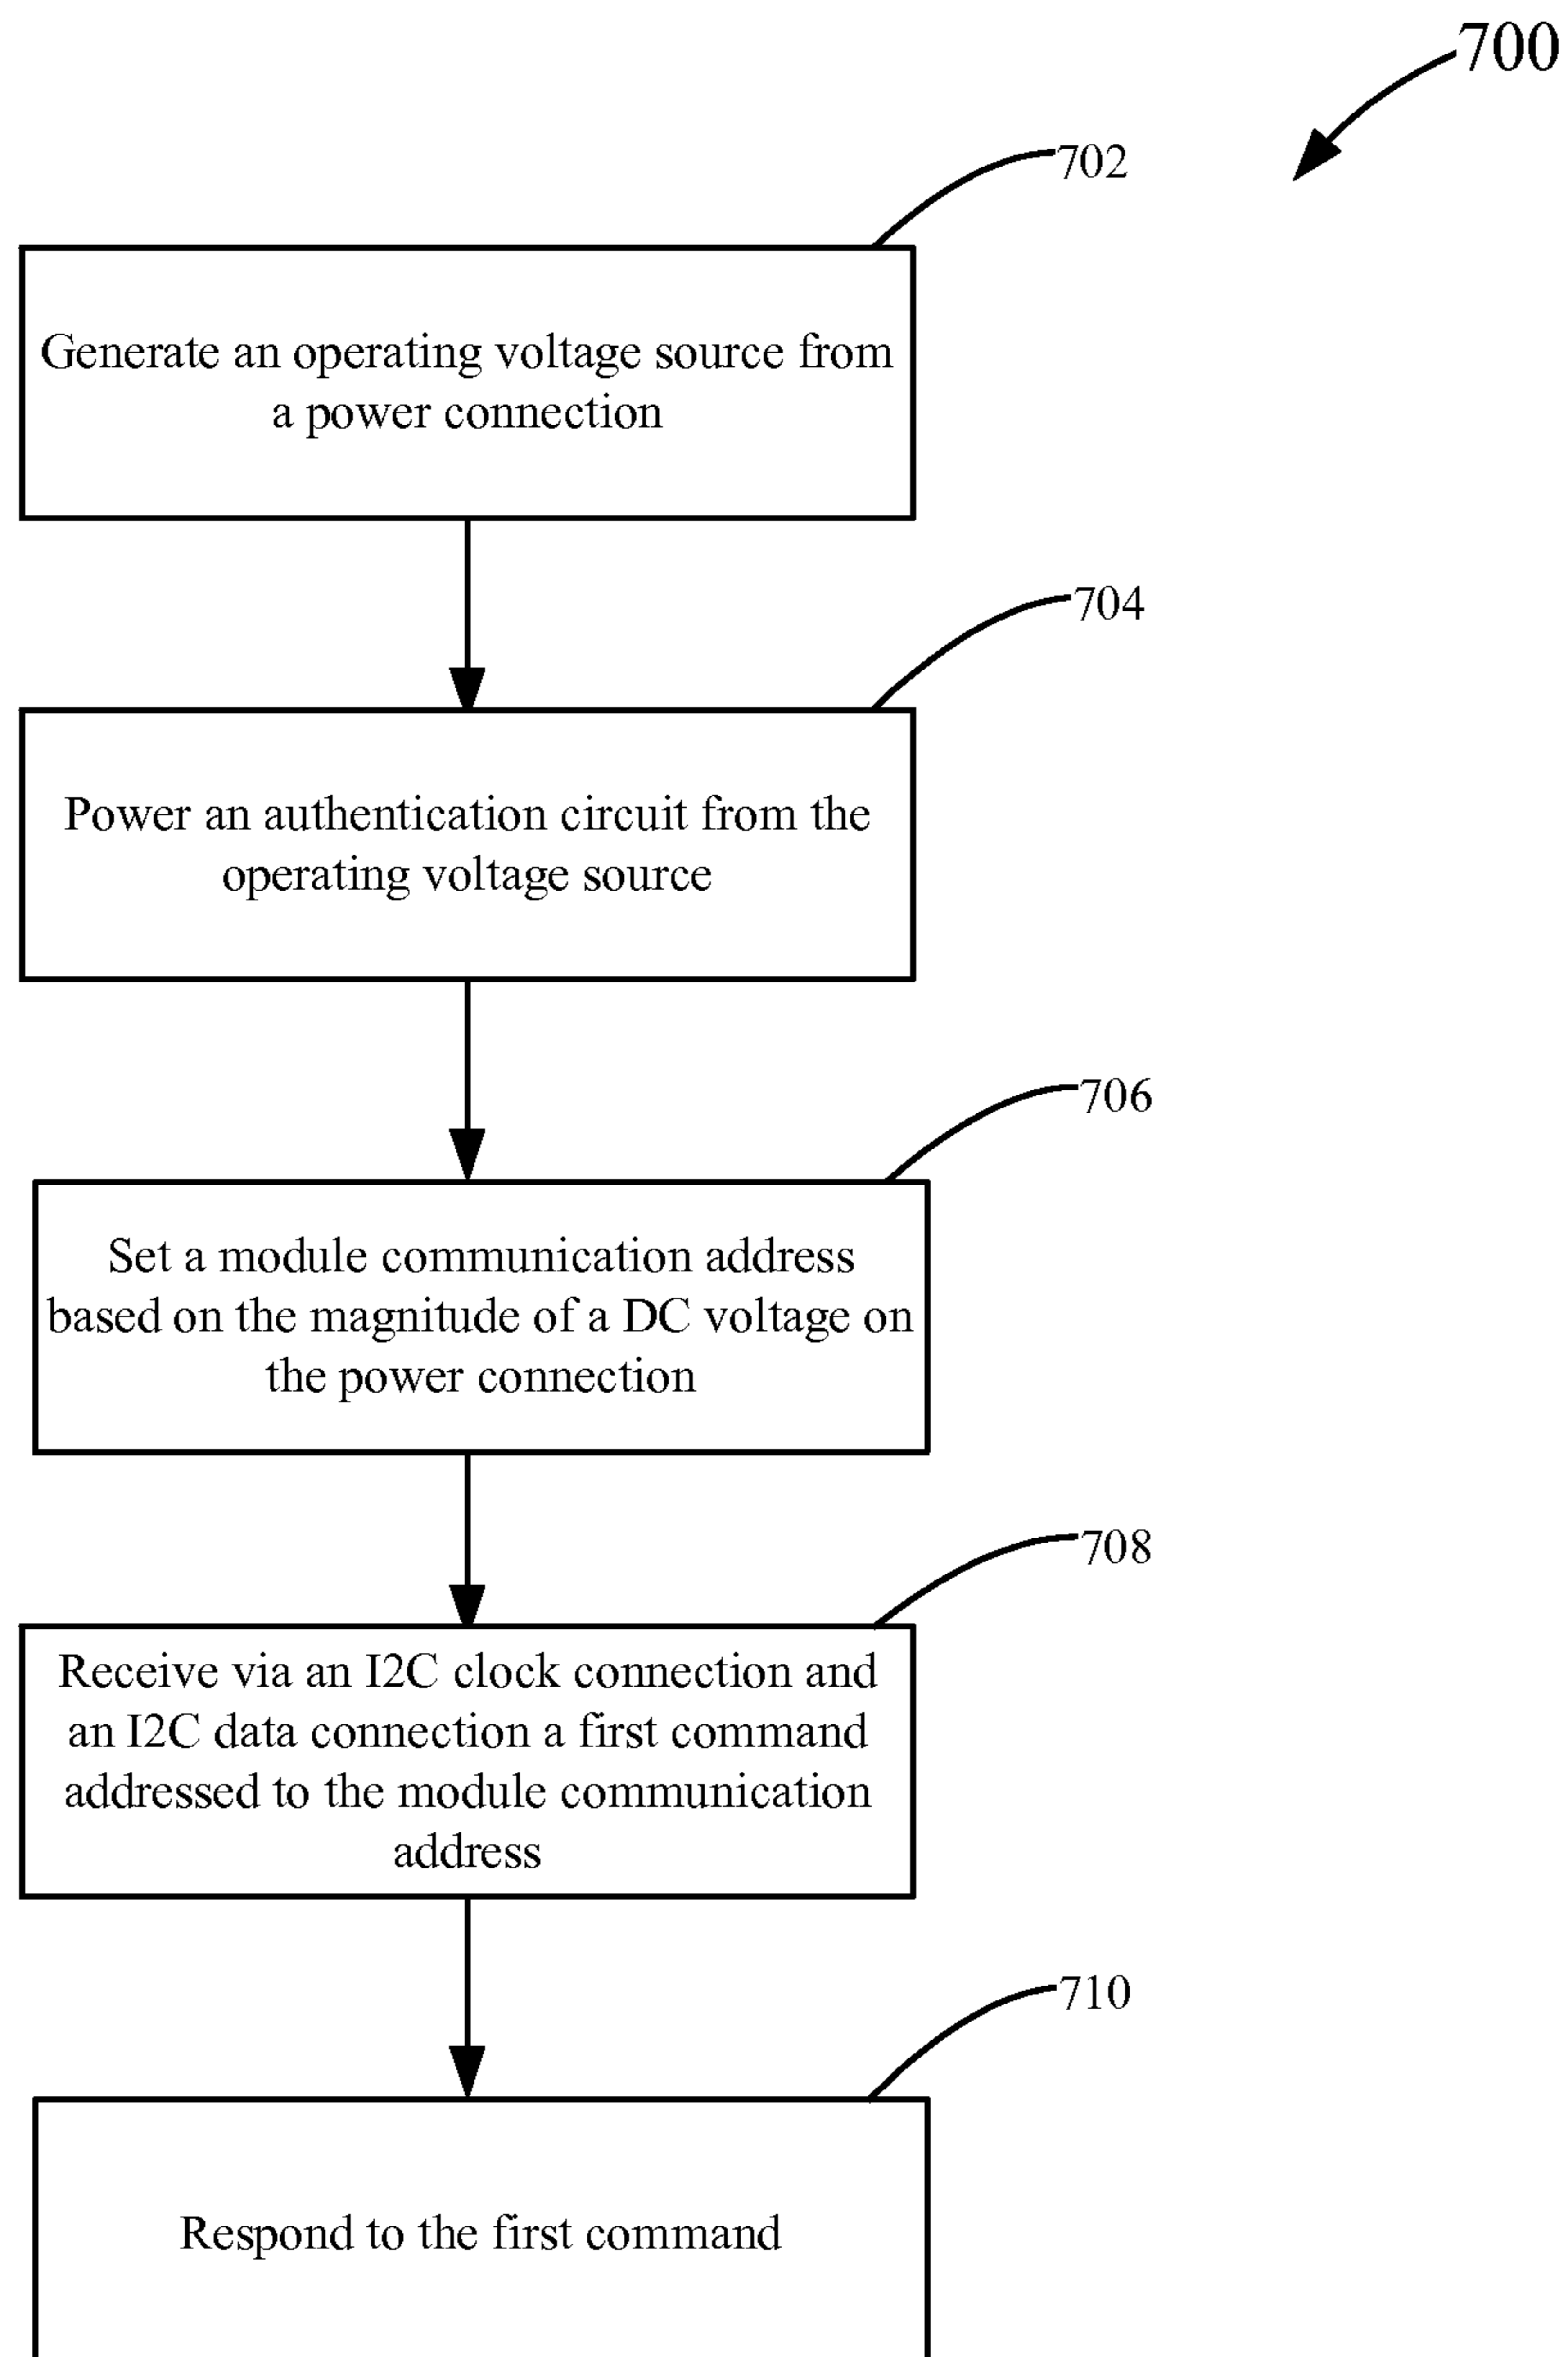 700
702
Generate an operating voltage source from
a power connection
704
Power an authentication circuit from the
operating voltage source
706
Set a module communication address
based on the magnitude of a DC voltage on
the power connection
708
Receive via an I2C clock connection and
an I2C data connection a first command
addressed to the module communication
address
710
Respond to the first command